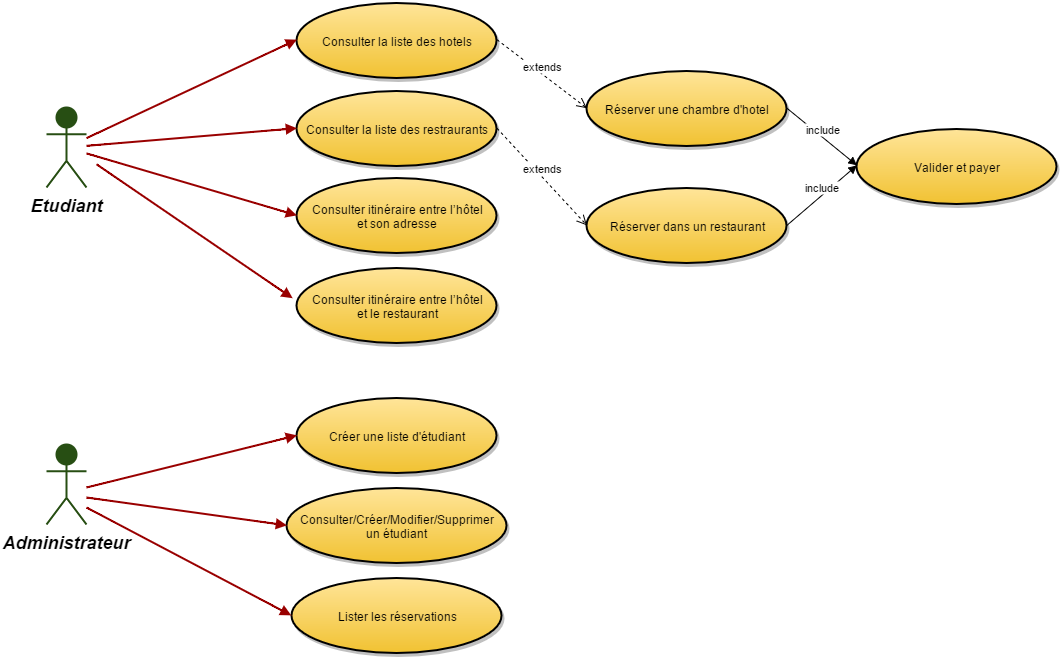 Consulter la liste des hotels
extends
Réserver une chambre d'hotel
include
Valider et payer
Consulter la liste des restraurants
extends
Réserver dans un restaurant
include
Etudiant
Consulter itinéraire entre l'hôtel
et son adresse
Consulter itinéraire entre l'hôtel
et le restaurant
Créer une liste d'étudiant
Administrateur
Consulter/Créer/Modifier/Supprimer
un étudiant
Lister les réservations